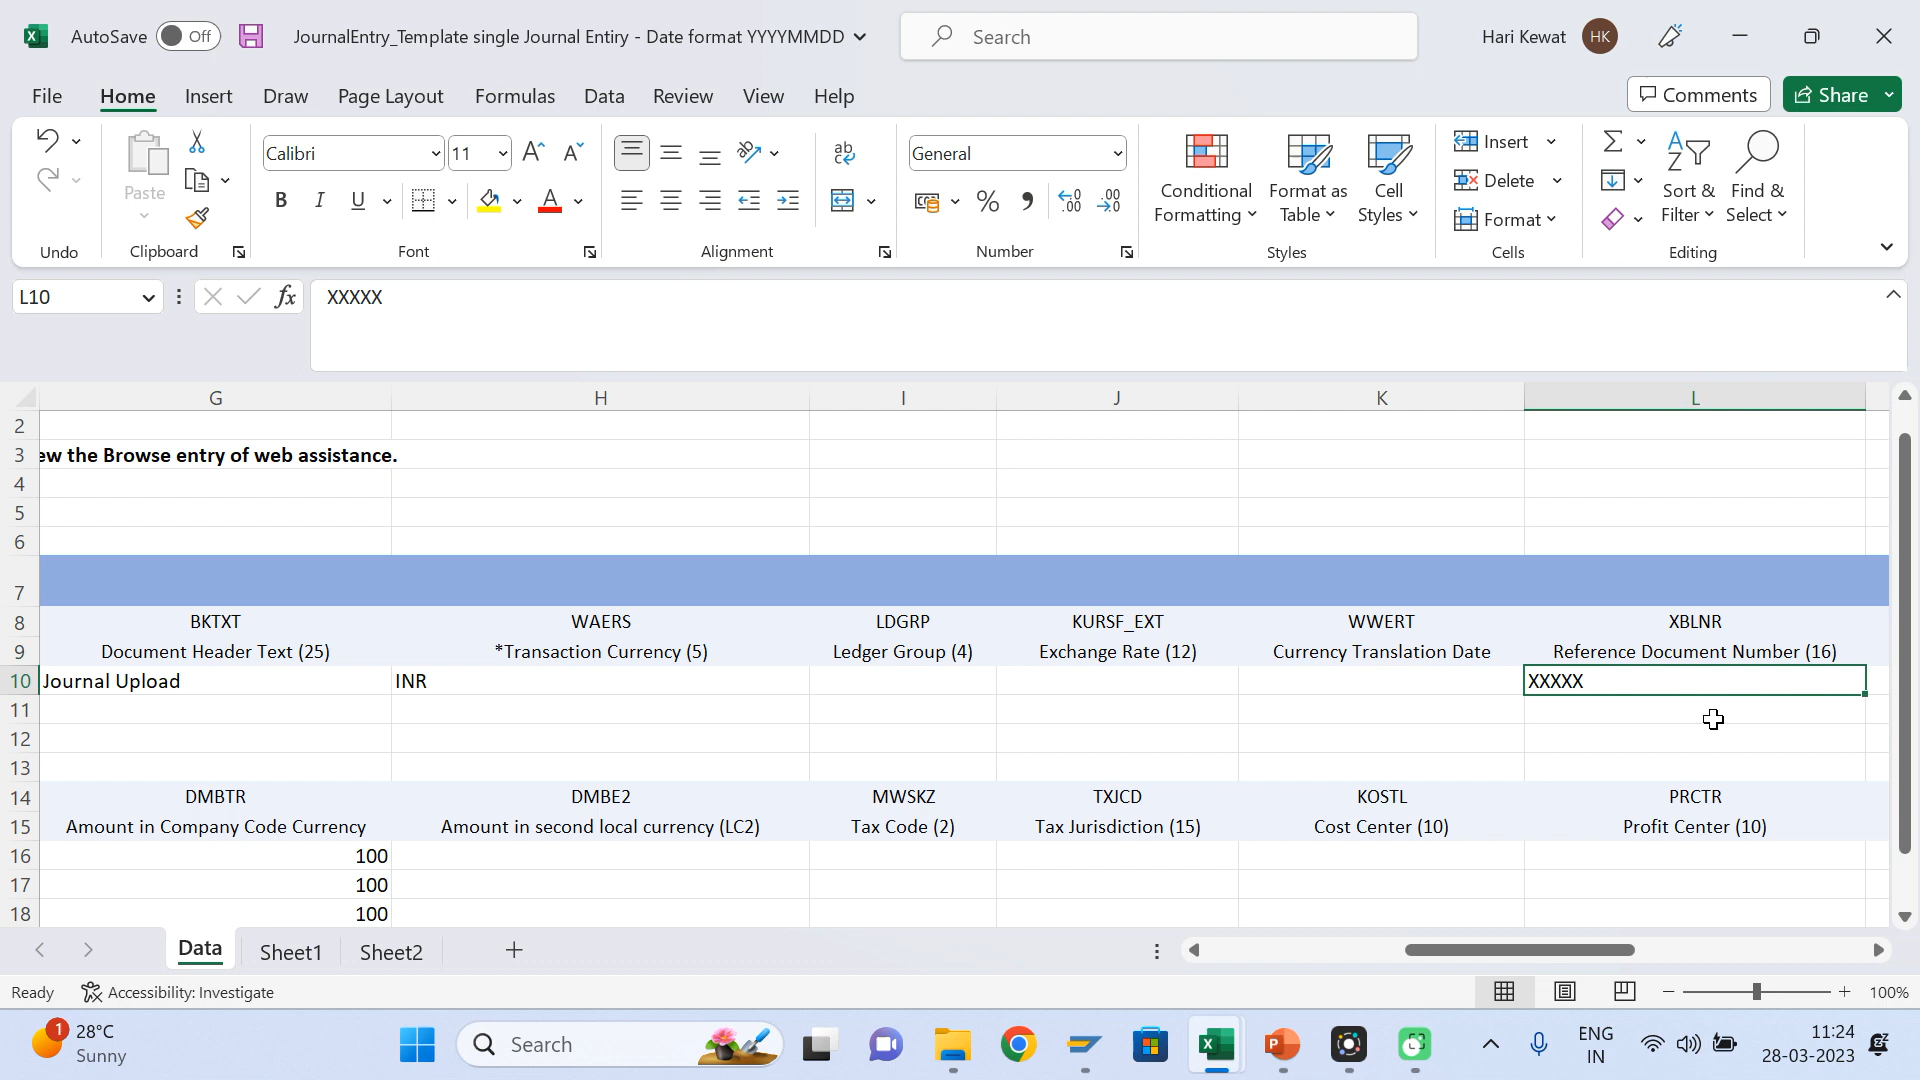 AutoSave Off JournalEntry_Template single Journal Entiry - Date format YYYYMMDD Search Hari Kewat HK
File Home Insert Draw Page Layout Formulas Data Review View Help Comments Share
Calibri 11 General Insert
Paste Conditional Format as Cell Delete Sort & Find &
Formatting Table Styles Format Filter Select
Undo Clipboard Font Alignment Number Styles Cells Editing
L10 fx XXXXX
G H I J K L
2
3 ew the Browse entry of web assistance.
4
5
6
7
8 BKTXT WAERS LDGRP KURSF_EXT WWERT XBLNR
9 Document Header Text (25) *Transaction Currency (5) Ledger Group (4) Exchange Rate (12) Currency Translation Date Reference Document Number (16)
10 Journal Upload INR XXXXX
11
12
13
14 DMBTR DMBE2 MWSKZ TXJCD KOSTL PRCTR
15 Amount in Company Code Currency Amount in second local currency (LC2) Tax Code (2) Tax Jurisdiction (15) Cost Center (10) Profit Center (10)
16 100
17 100
18 100
Data Sheet1 Sheet2
Ready Accessibility: Investigate 100%
1 28°C Search ENG 11:24
Sunny IN 28-03-2023